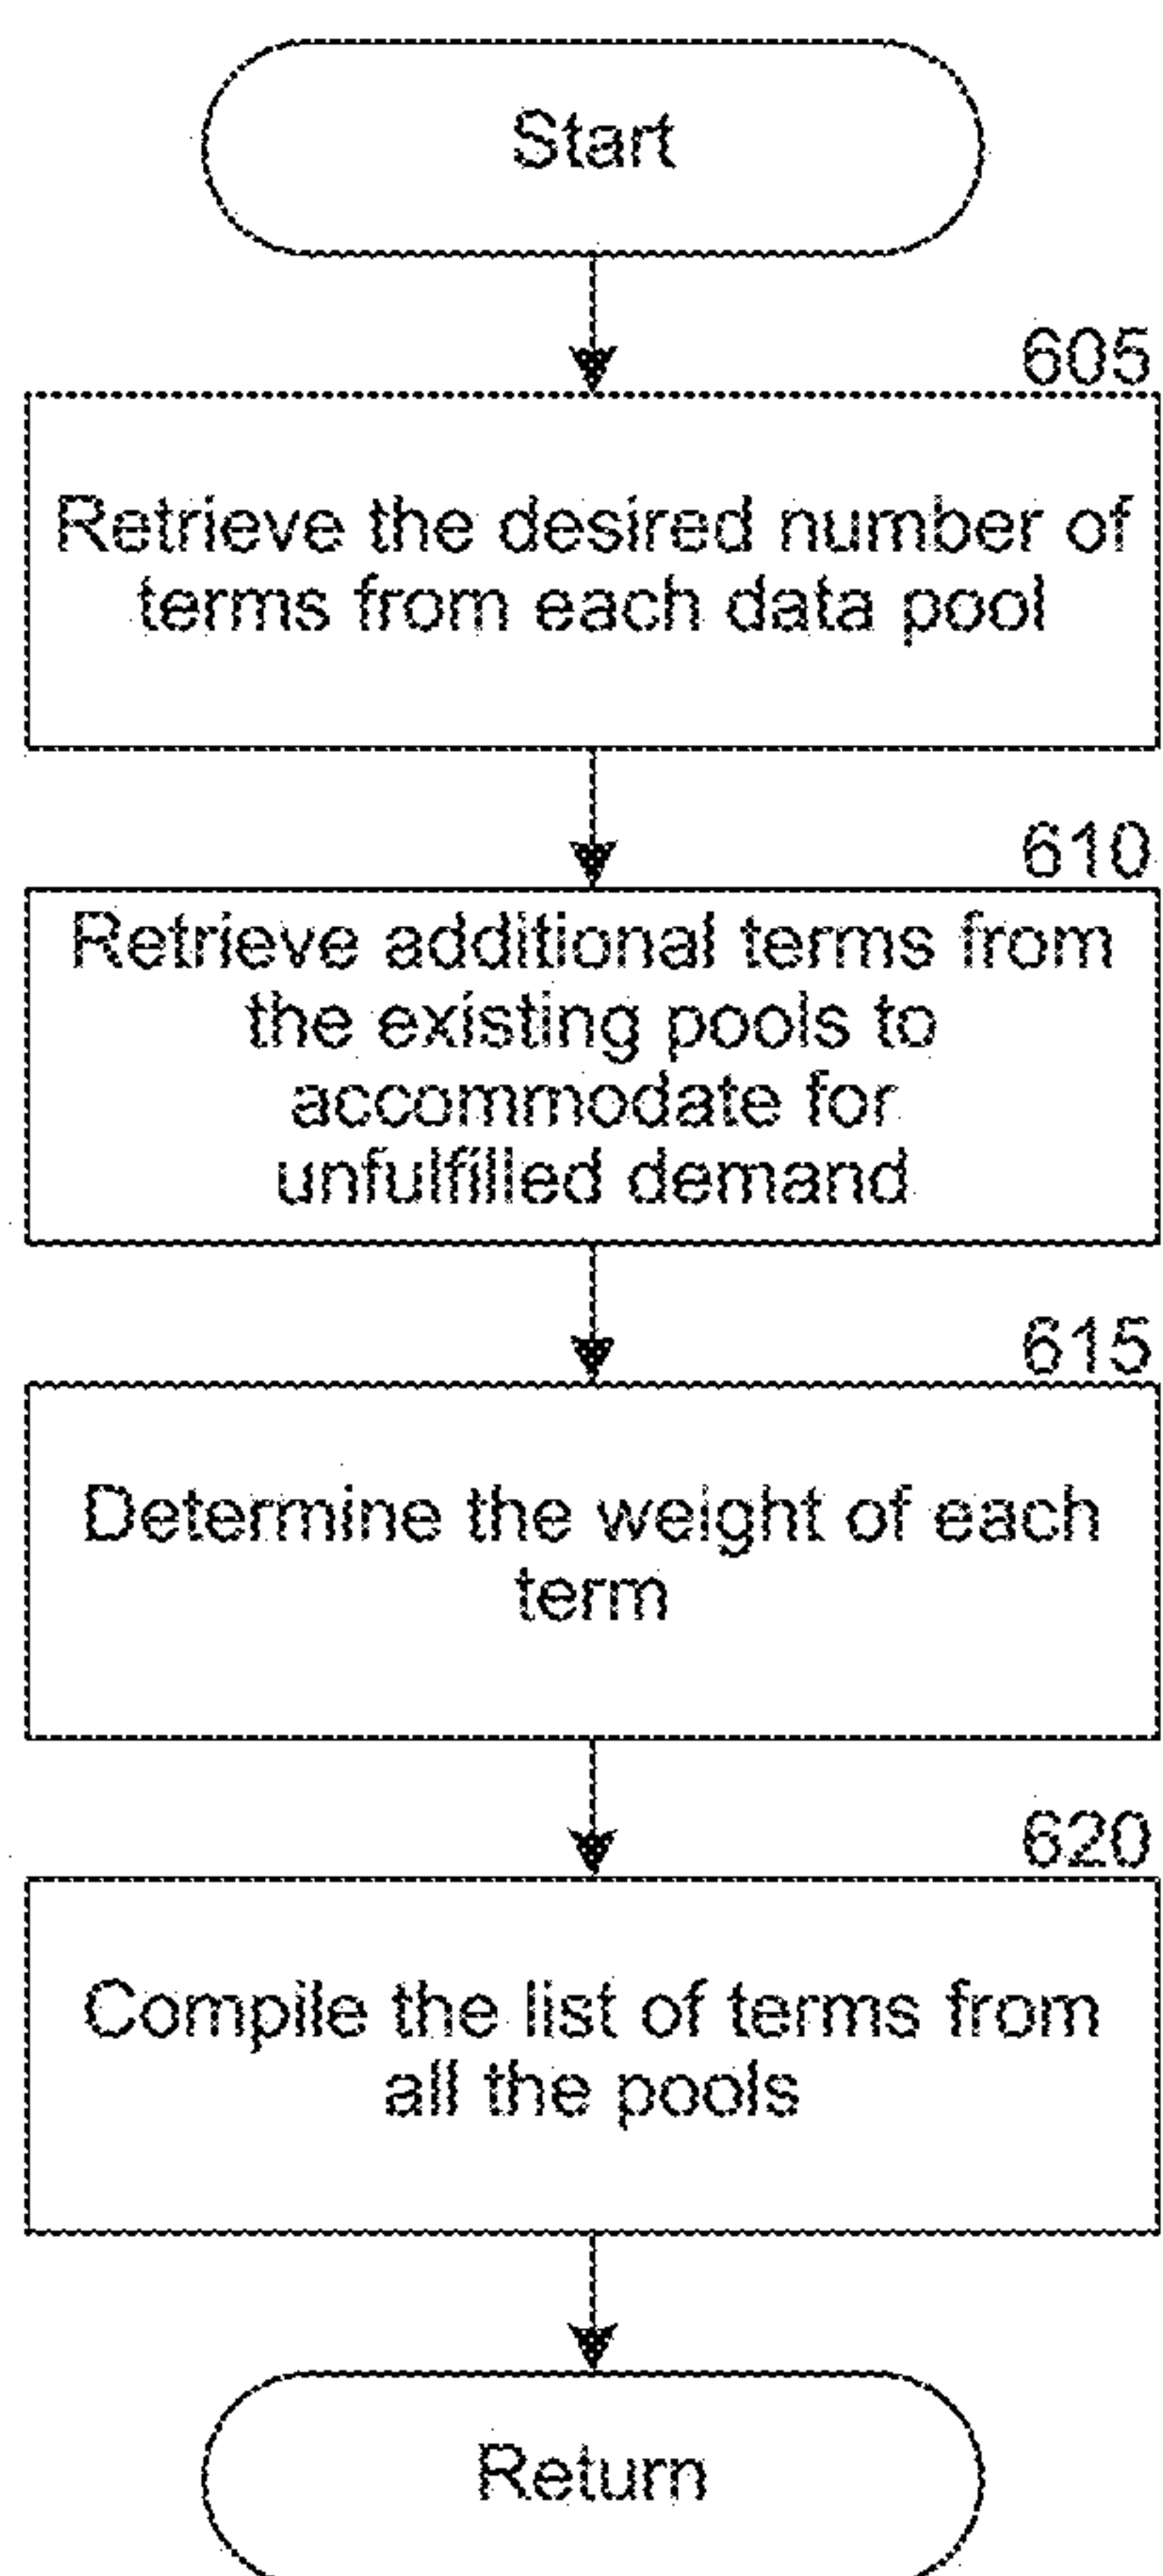 Start
605
Retrieve the desired number of
terms from each data pool
610
Retrieve additional terms from
the existing pools to
accommodate for
unfulfilled demand
615
Determine the weight of each
term
620
Compile the list of terms from
all the pools
Return